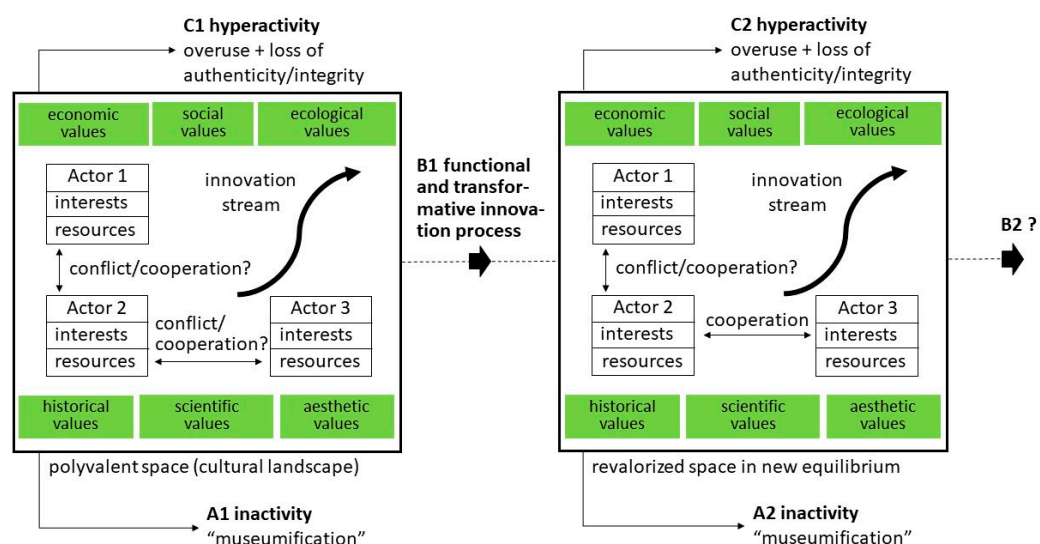 C1 hyperactivity
overuse + loss of
authenticity/integrity
economic
values
social
values
ecological
values
Actor 1
interests
resources
innovation
stream
conflict/cooperation?
Actor 2
interests
resources
conflict/
cooperation?
Actor 3
interests
resources
historical
values
scientific
values
aesthetic
values
polyvalent space (cultural landscape)
A1 inactivity
“museumification”
B1 functional
and transfor-
mative innova-
tion process
C2 hyperactivity
overuse + loss of
authenticity/integrity
economic
values
social
values
ecological
values
Actor 1
interests
resources
innovation
stream
conflict/cooperation?
Actor 2
interests
resources
cooperation
Actor 3
interests
resources
historical
values
scientific
values
aesthetic
values
revalorized space in new equilibrium
A2 inactivity
“museumification”
B2 ?